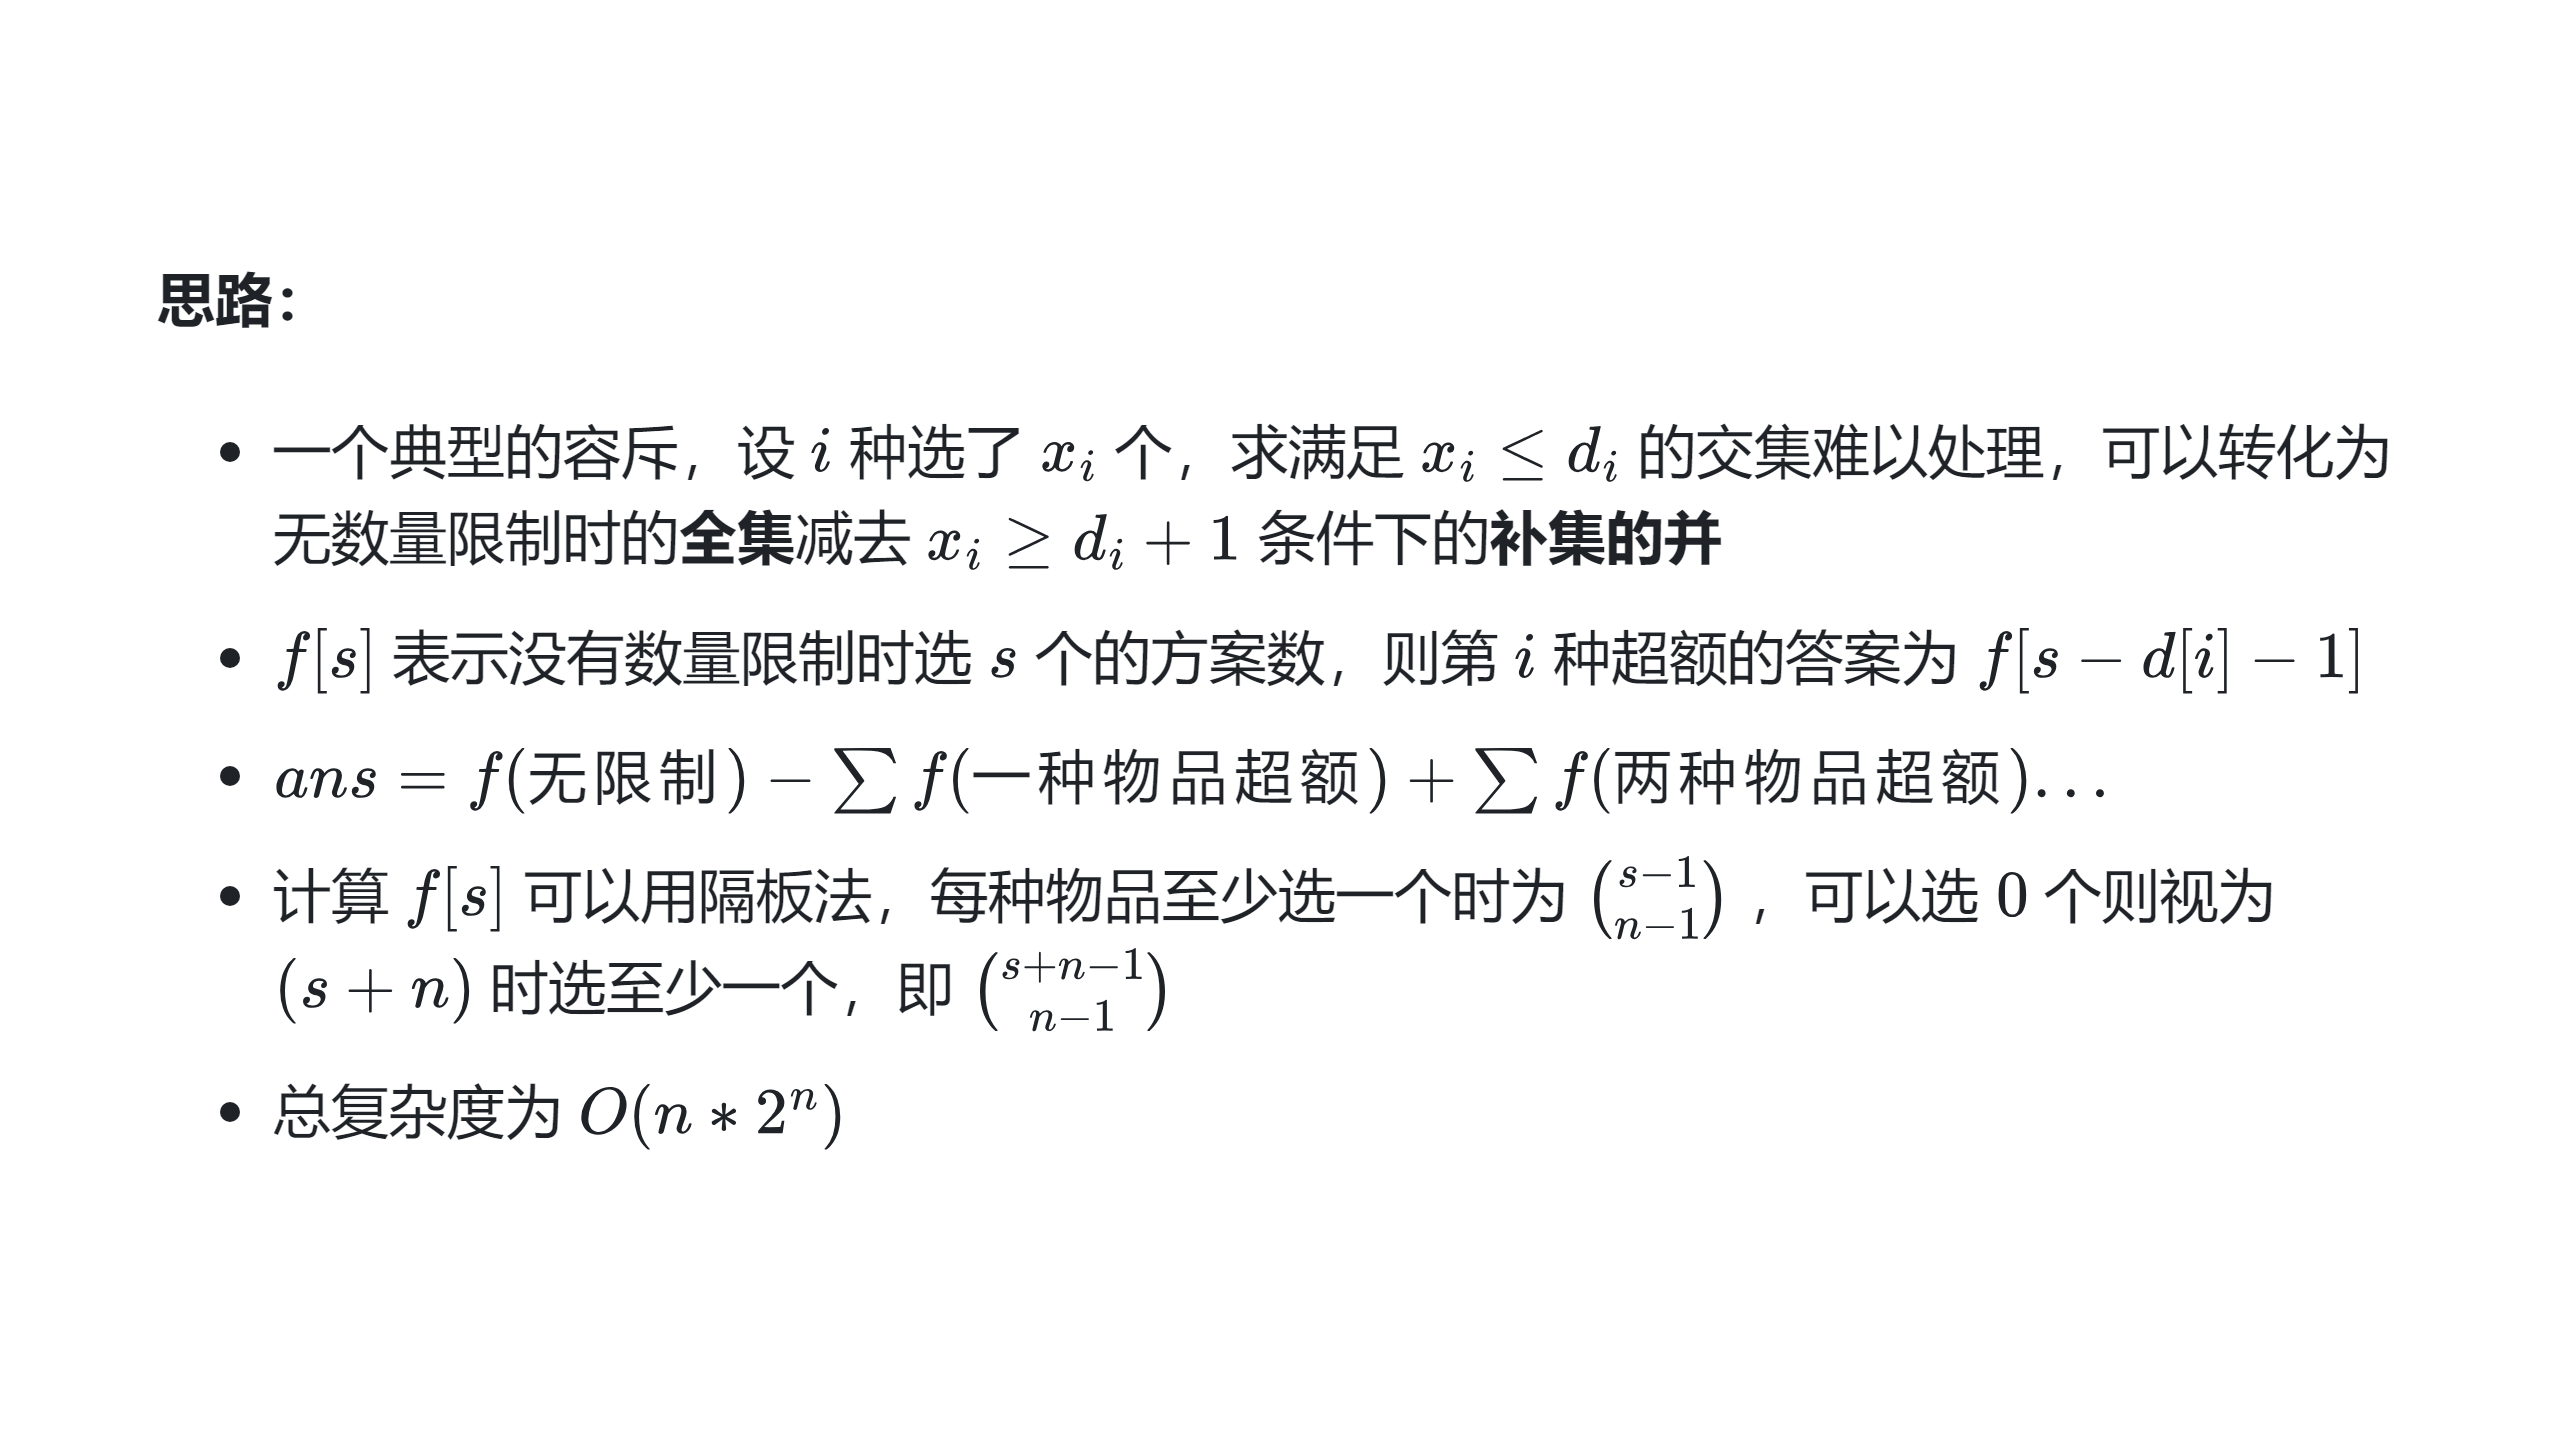 思路：
• 一个典型的容斥，设 $i$ 种选了 $x_i$ 个，求满足 $x_i \leq d_i$ 的交集难以处理，可以转化为
无数量限制时的全集减去 $x_i \geq d_i + 1$ 条件下的补集的并
• $f[s]$ 表示没有数量限制时选 $s$ 个的方案数，则第 $i$ 种超额的答案为 $f[s - d[i] - 1]$
• $ans = f(无限制) - \sum f(一种物品超额) + \sum f(两种物品超额) \ldots$
• 计算 $f[s]$ 可以用隔板法，每种物品至少选一个时为 $\binom{s-1}{n-1}$ ，可以选 $0$ 个则视为
$(s + n)$ 时选至少一个，即 $\binom{s+n-1}{n-1}$
• 总复杂度为 $O(n * 2^n)$